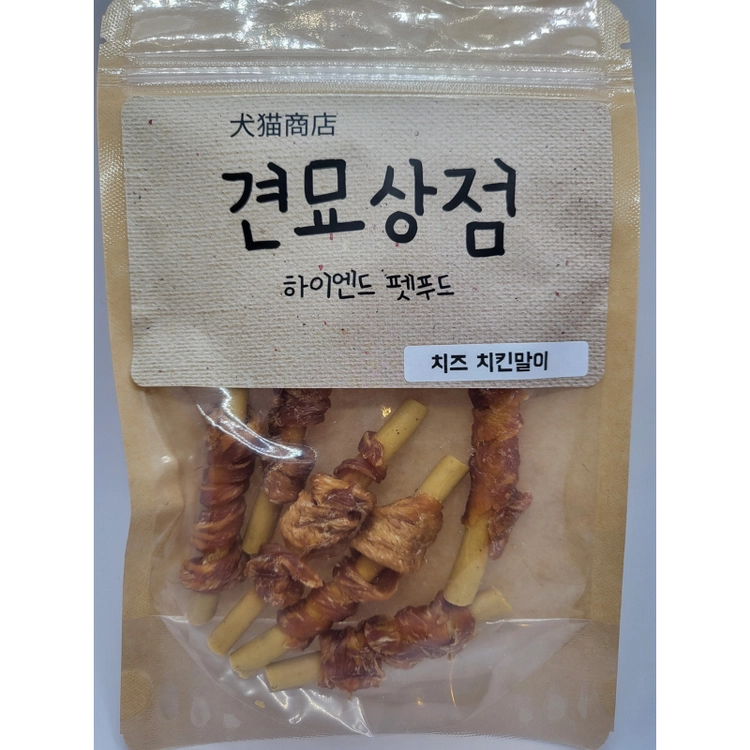 犬猫商店
견묘상점
하이엔드 펫푸드
치즈 치킨말이